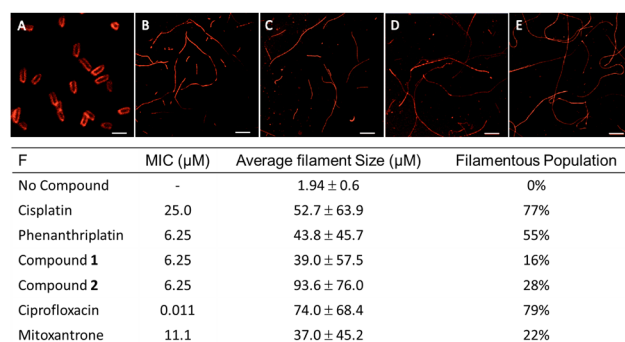 A B C D E
F MIC (μM) Average filament Size (μM) Filamentous Population
No Compound - 1.94 ± 0.6 0%
Cisplatin 25.0 52.7 ± 63.9 77%
Phenanthriplatin 6.25 43.8 ± 45.7 55%
Compound 1 6.25 39.0 ± 57.5 16%
Compound 2 6.25 93.6 ± 76.0 28%
Ciprofloxacin 0.011 74.0 ± 68.4 79%
Mitoxantrone 11.1 37.0 ± 45.2 22%